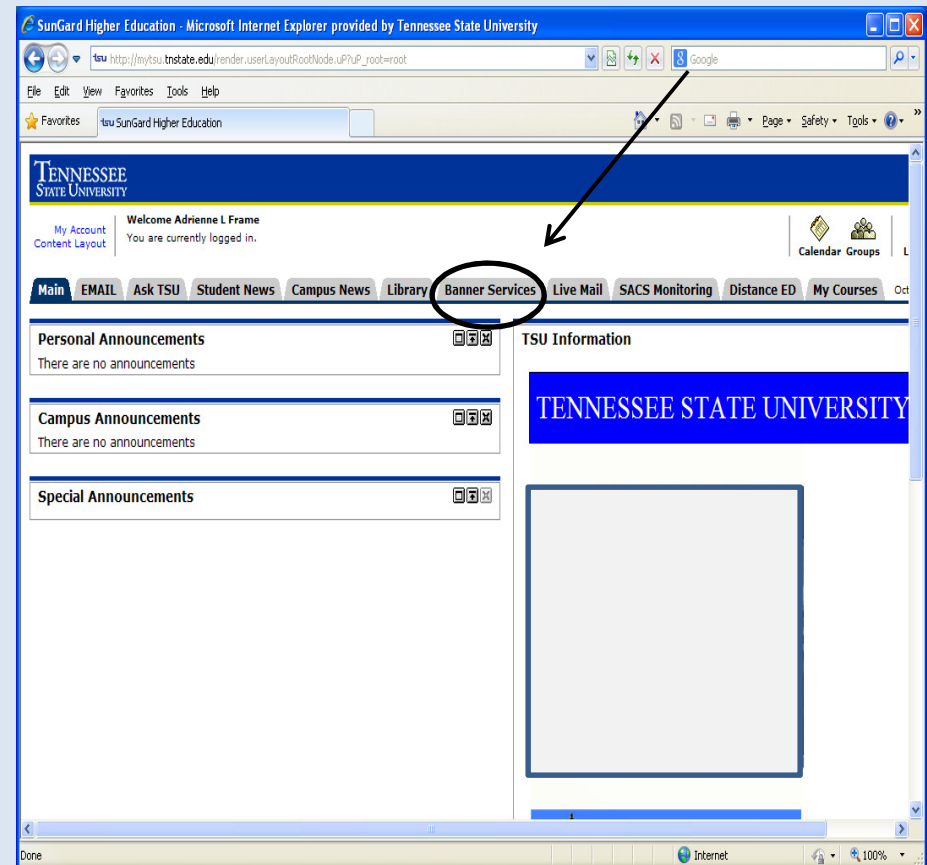 SunGard Higher Education - Microsoft Internet Explorer provided by Tennessee State University
tsu http://mytsu.tnstate.edu/render.userLayoutRootNode.uP?uP_root=root
Google
File Edit View Favorites Tools Help
Favorites tsu SunGard Higher Education Page Safety Tools
TENNESSEE
STATE UNIVERSITY
My Account
Content Layout
Welcome Adrienne L Frame
You are currently logged in.
Calendar Groups L
Main EMAIL Ask TSU Student News Campus News Library Banner Services Live Mail SACS Monitoring Distance ED My Courses Oct
Personal Announcements
There are no announcements
Campus Announcements
There are no announcements
Special Announcements
TSU Information
TENNESSEE STATE UNIVERSITY
1
Done Internet 100%